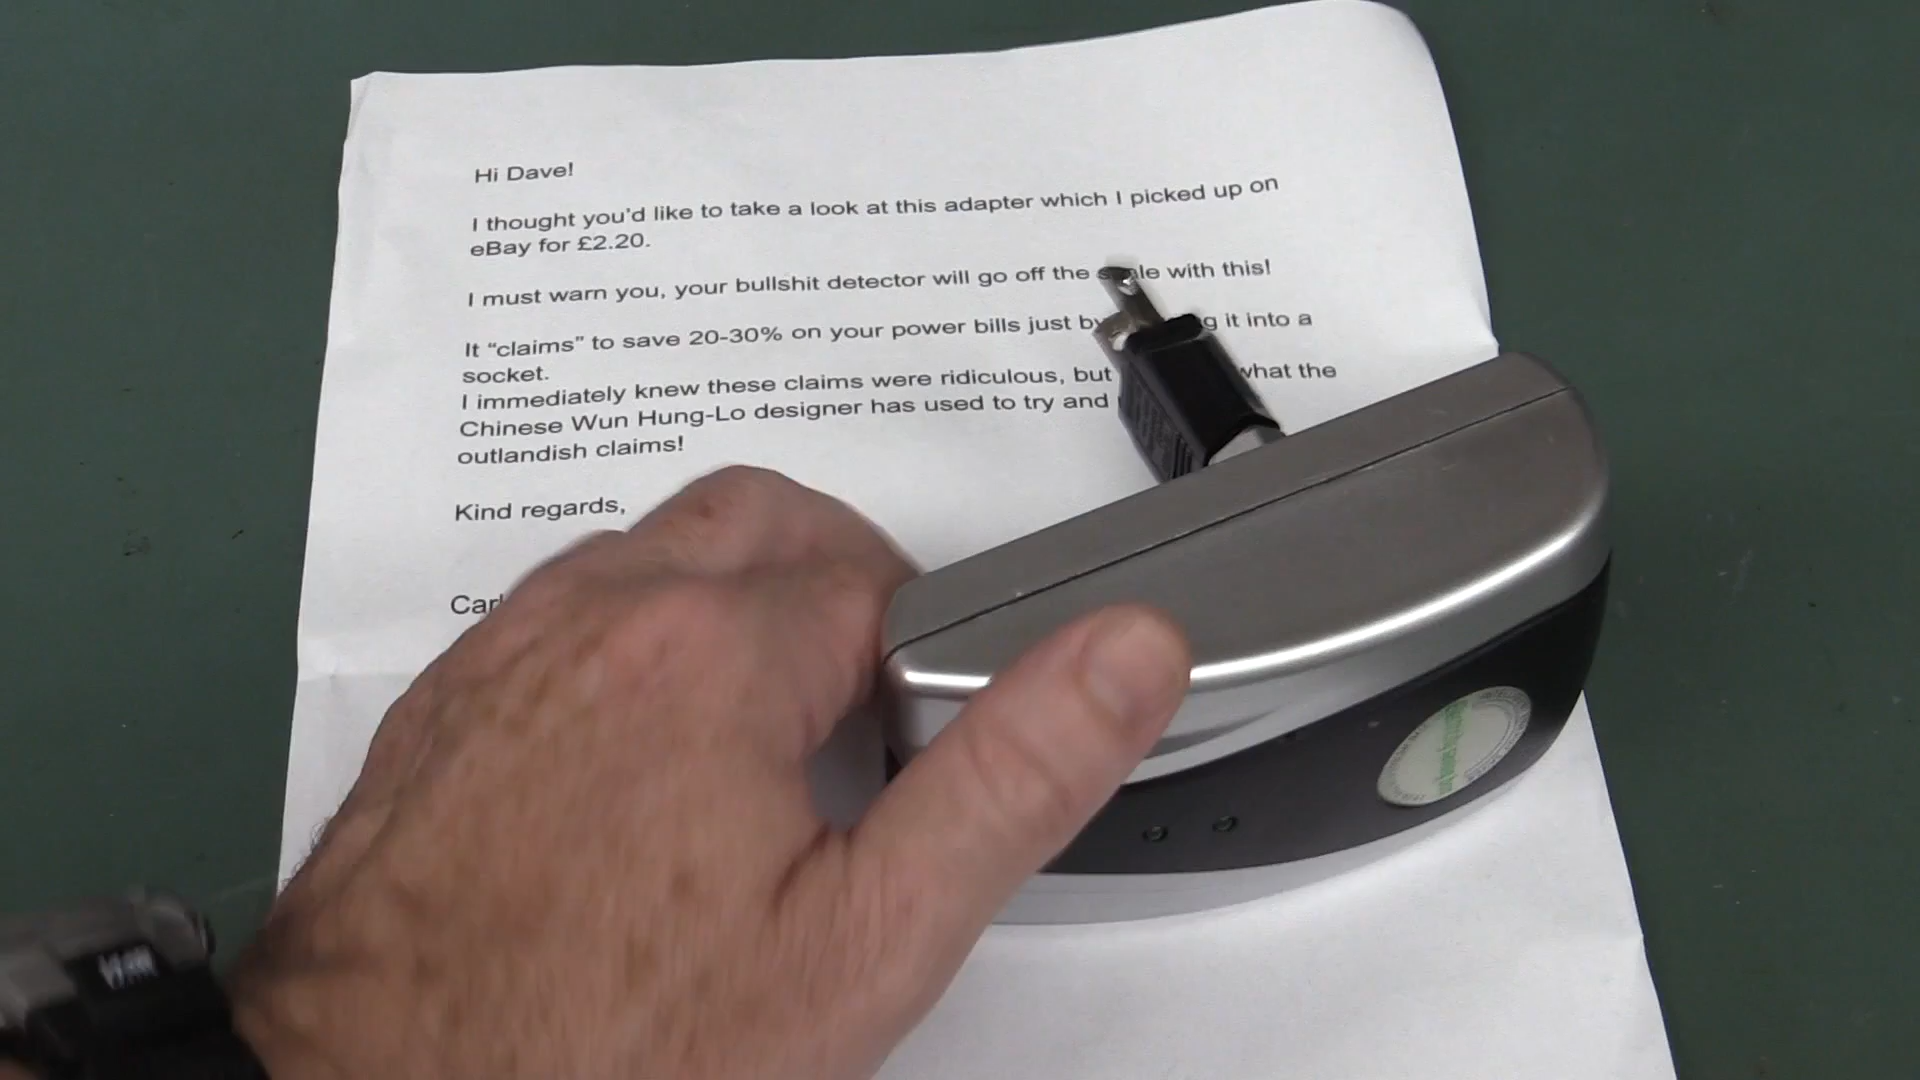 Hi Dave!
I thought you'd like to take a look at this adapter which I picked up on
eBay for £2.20.
I must warn you, your bullshit detector will go off the with this!
It “claims” to save 20-30% on your power bills just by it into a
socket.
I immediately knew these claims were ridiculous, but what the
Chinese Wun Hung-Lo designer has used to try and
outlandish claims!
Kind regards,